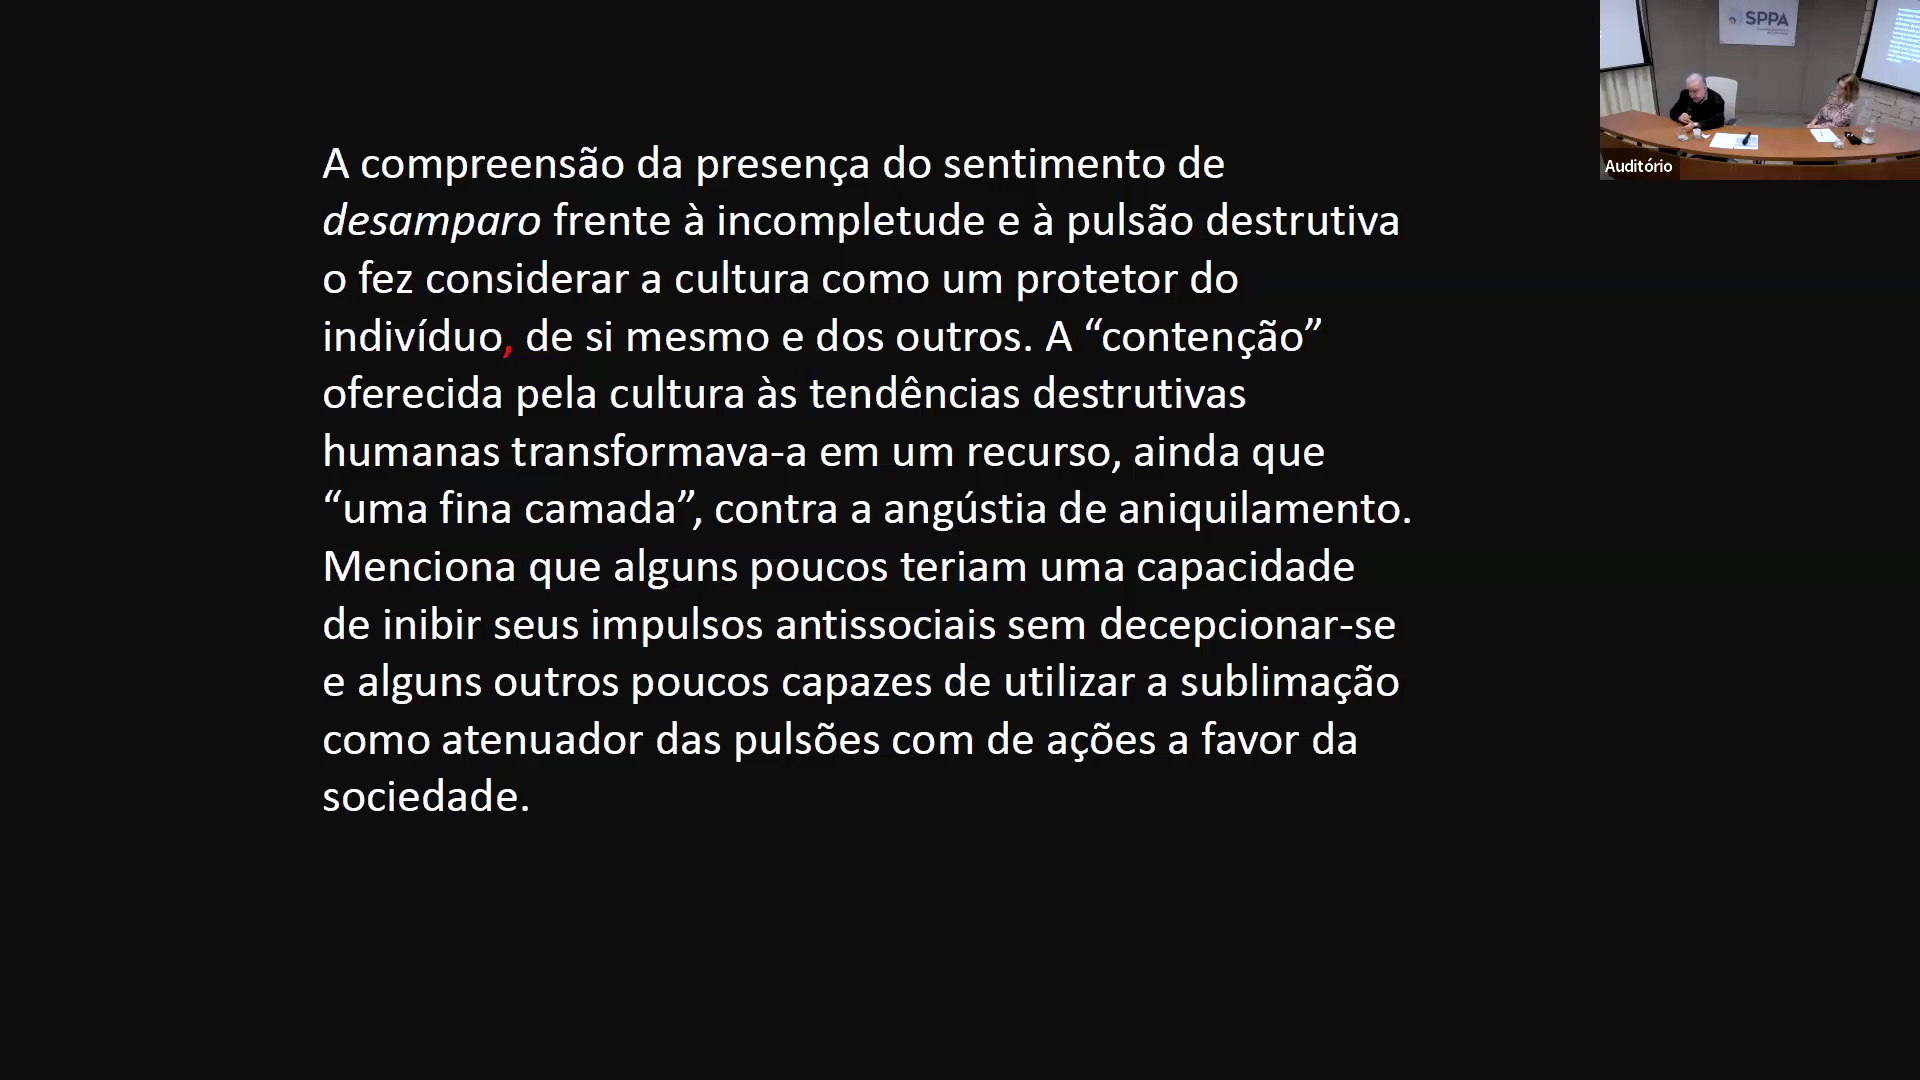 A compreensão da presença do sentimento de
desamparo frente à incompletude e à pulsão destrutiva
o fez considerar a cultura como um protetor do
indivíduo, de si mesmo e dos outros. A “contenção”
oferecida pela cultura às tendências destrutivas
humanas transformava-a em um recurso, ainda que
“uma fina camada”, contra a angústia de aniquilamento.
Menciona que alguns poucos teriam uma capacidade
de inibir seus impulsos antissociais sem decepcionar-se
e alguns outros poucos capazes de utilizar a sublimação
como atenuador das pulsões com de ações a favor da
sociedade.
SPPA
Auditório